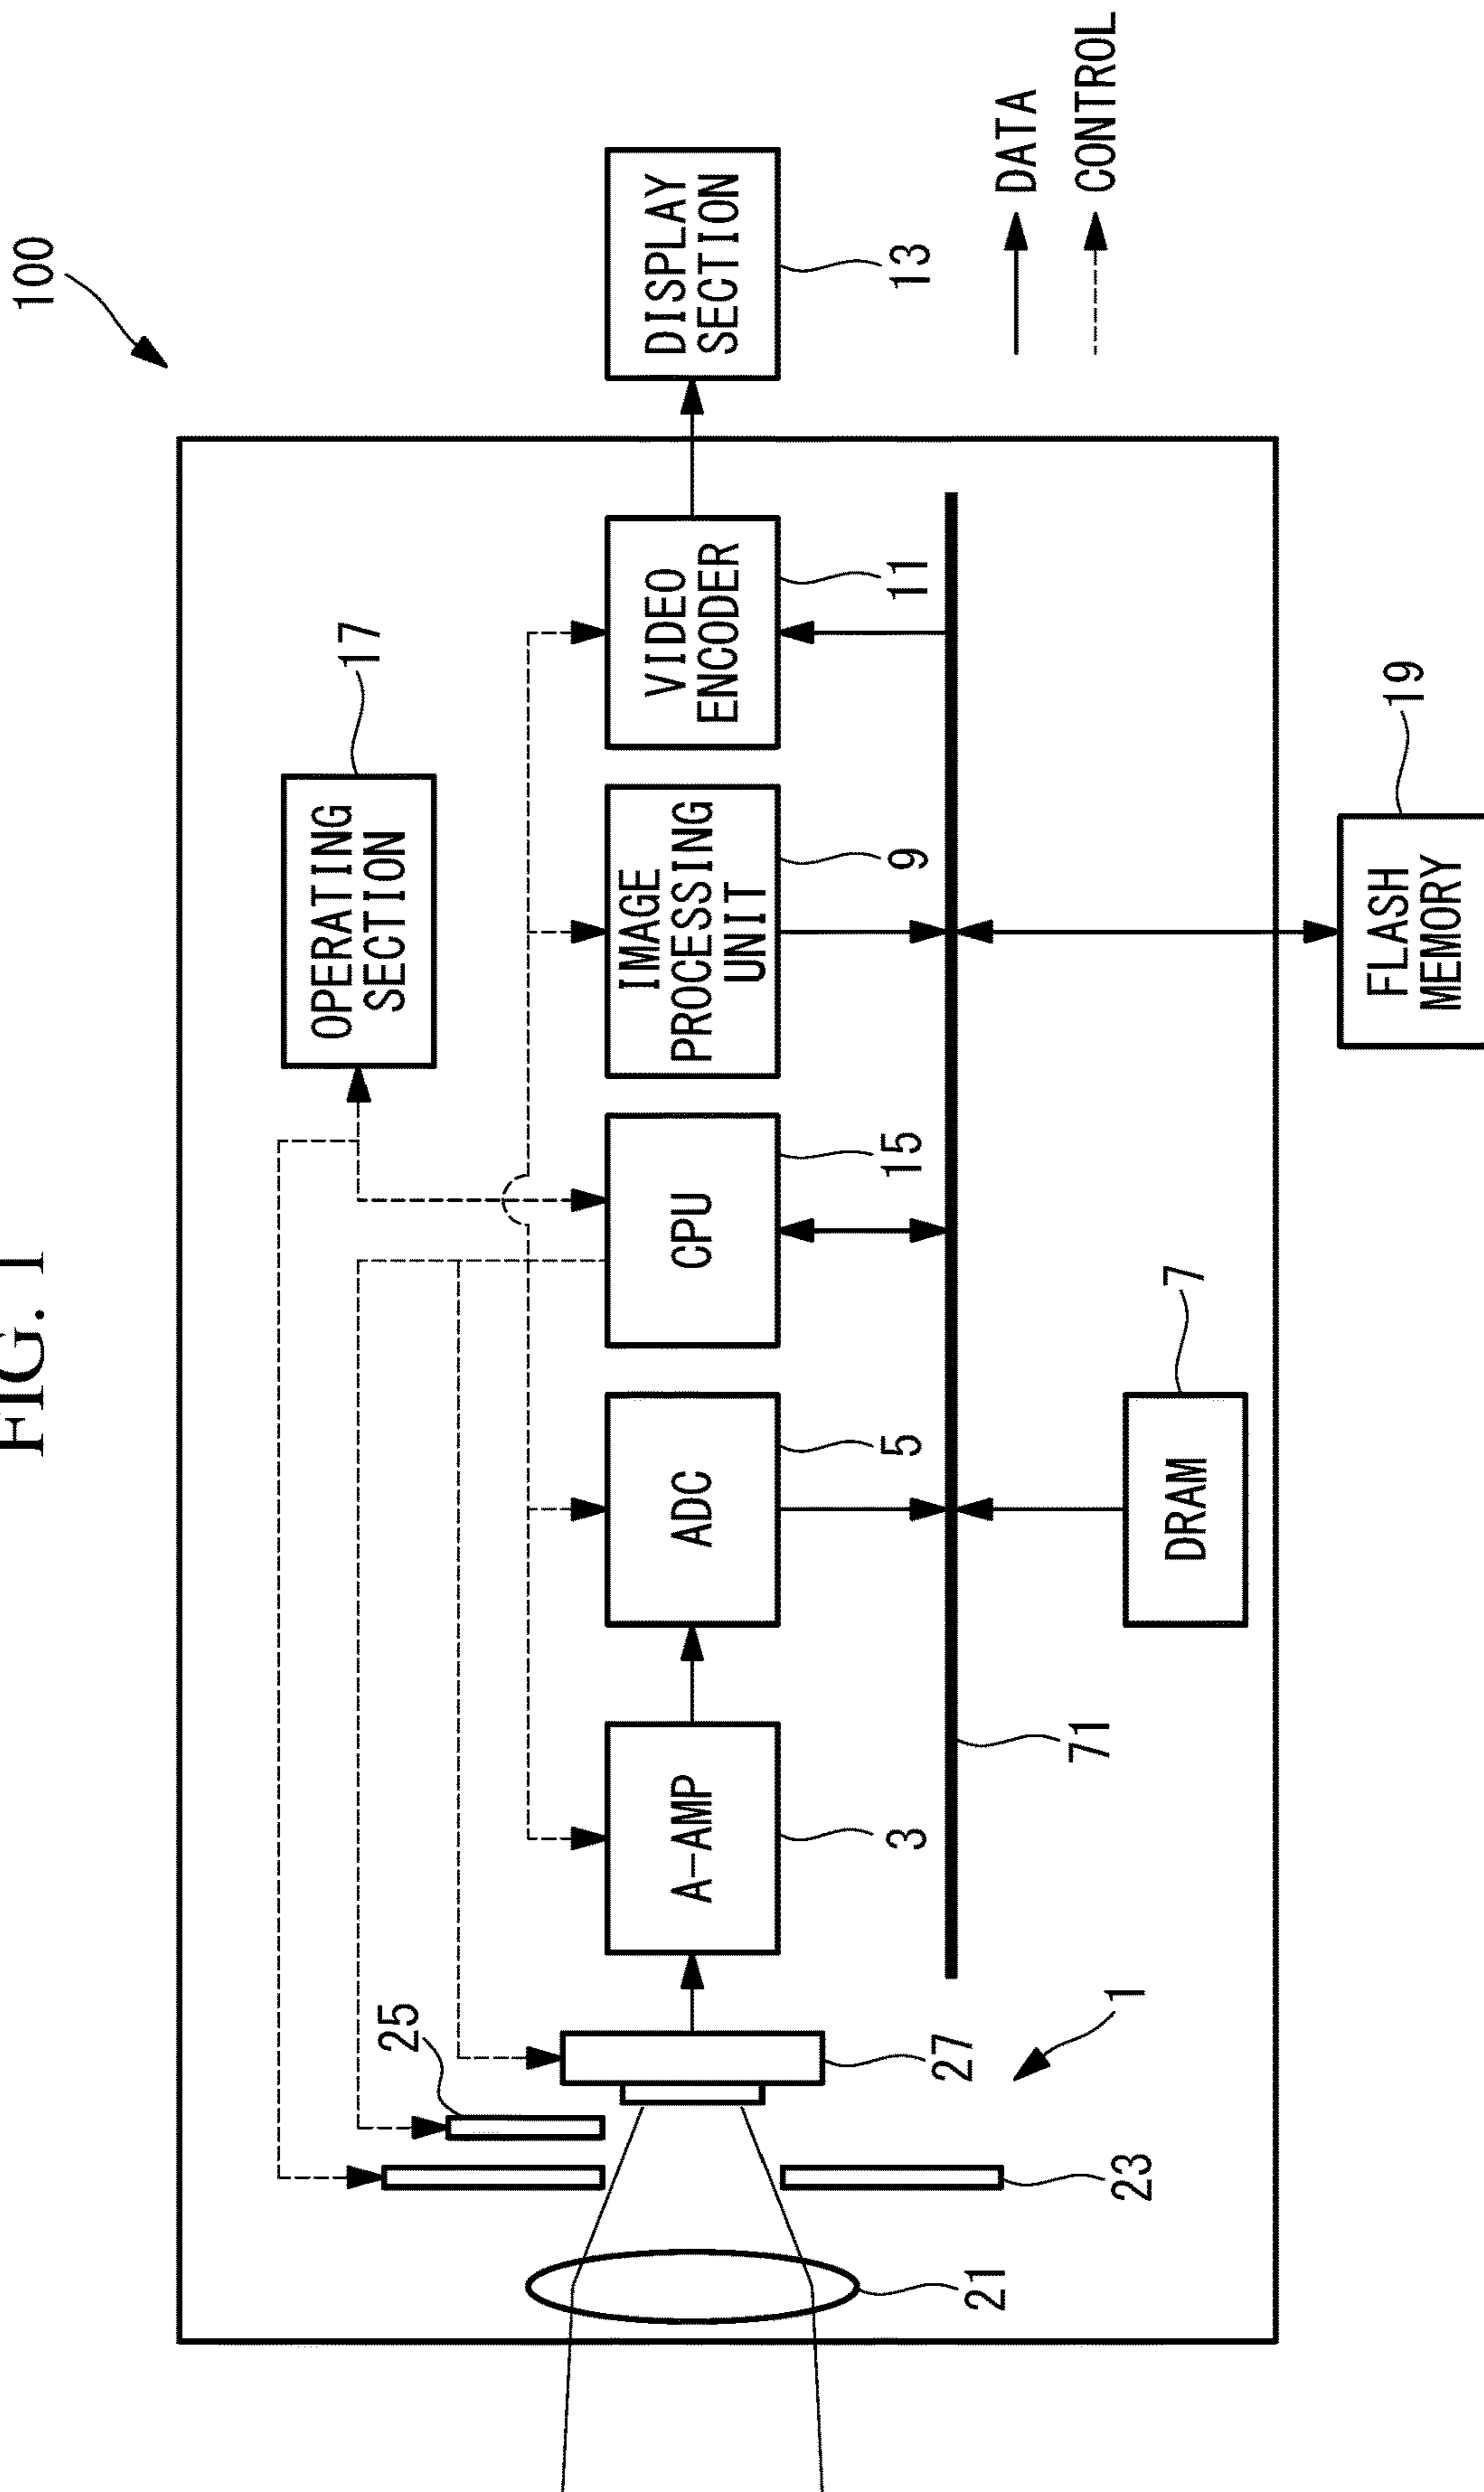 FIG. 1
100
17
OPERATING
SECTION
25
A-AMP
ADC
CPU
IMAGE
PROCESSING
UNIT
VIDEO
ENCODER
DISPLAY
SECTION
3
5
15
9
11
13
27
21
23
1
71
7
DRAM
DATA
CONTROL
19
FLASH
MEMORY